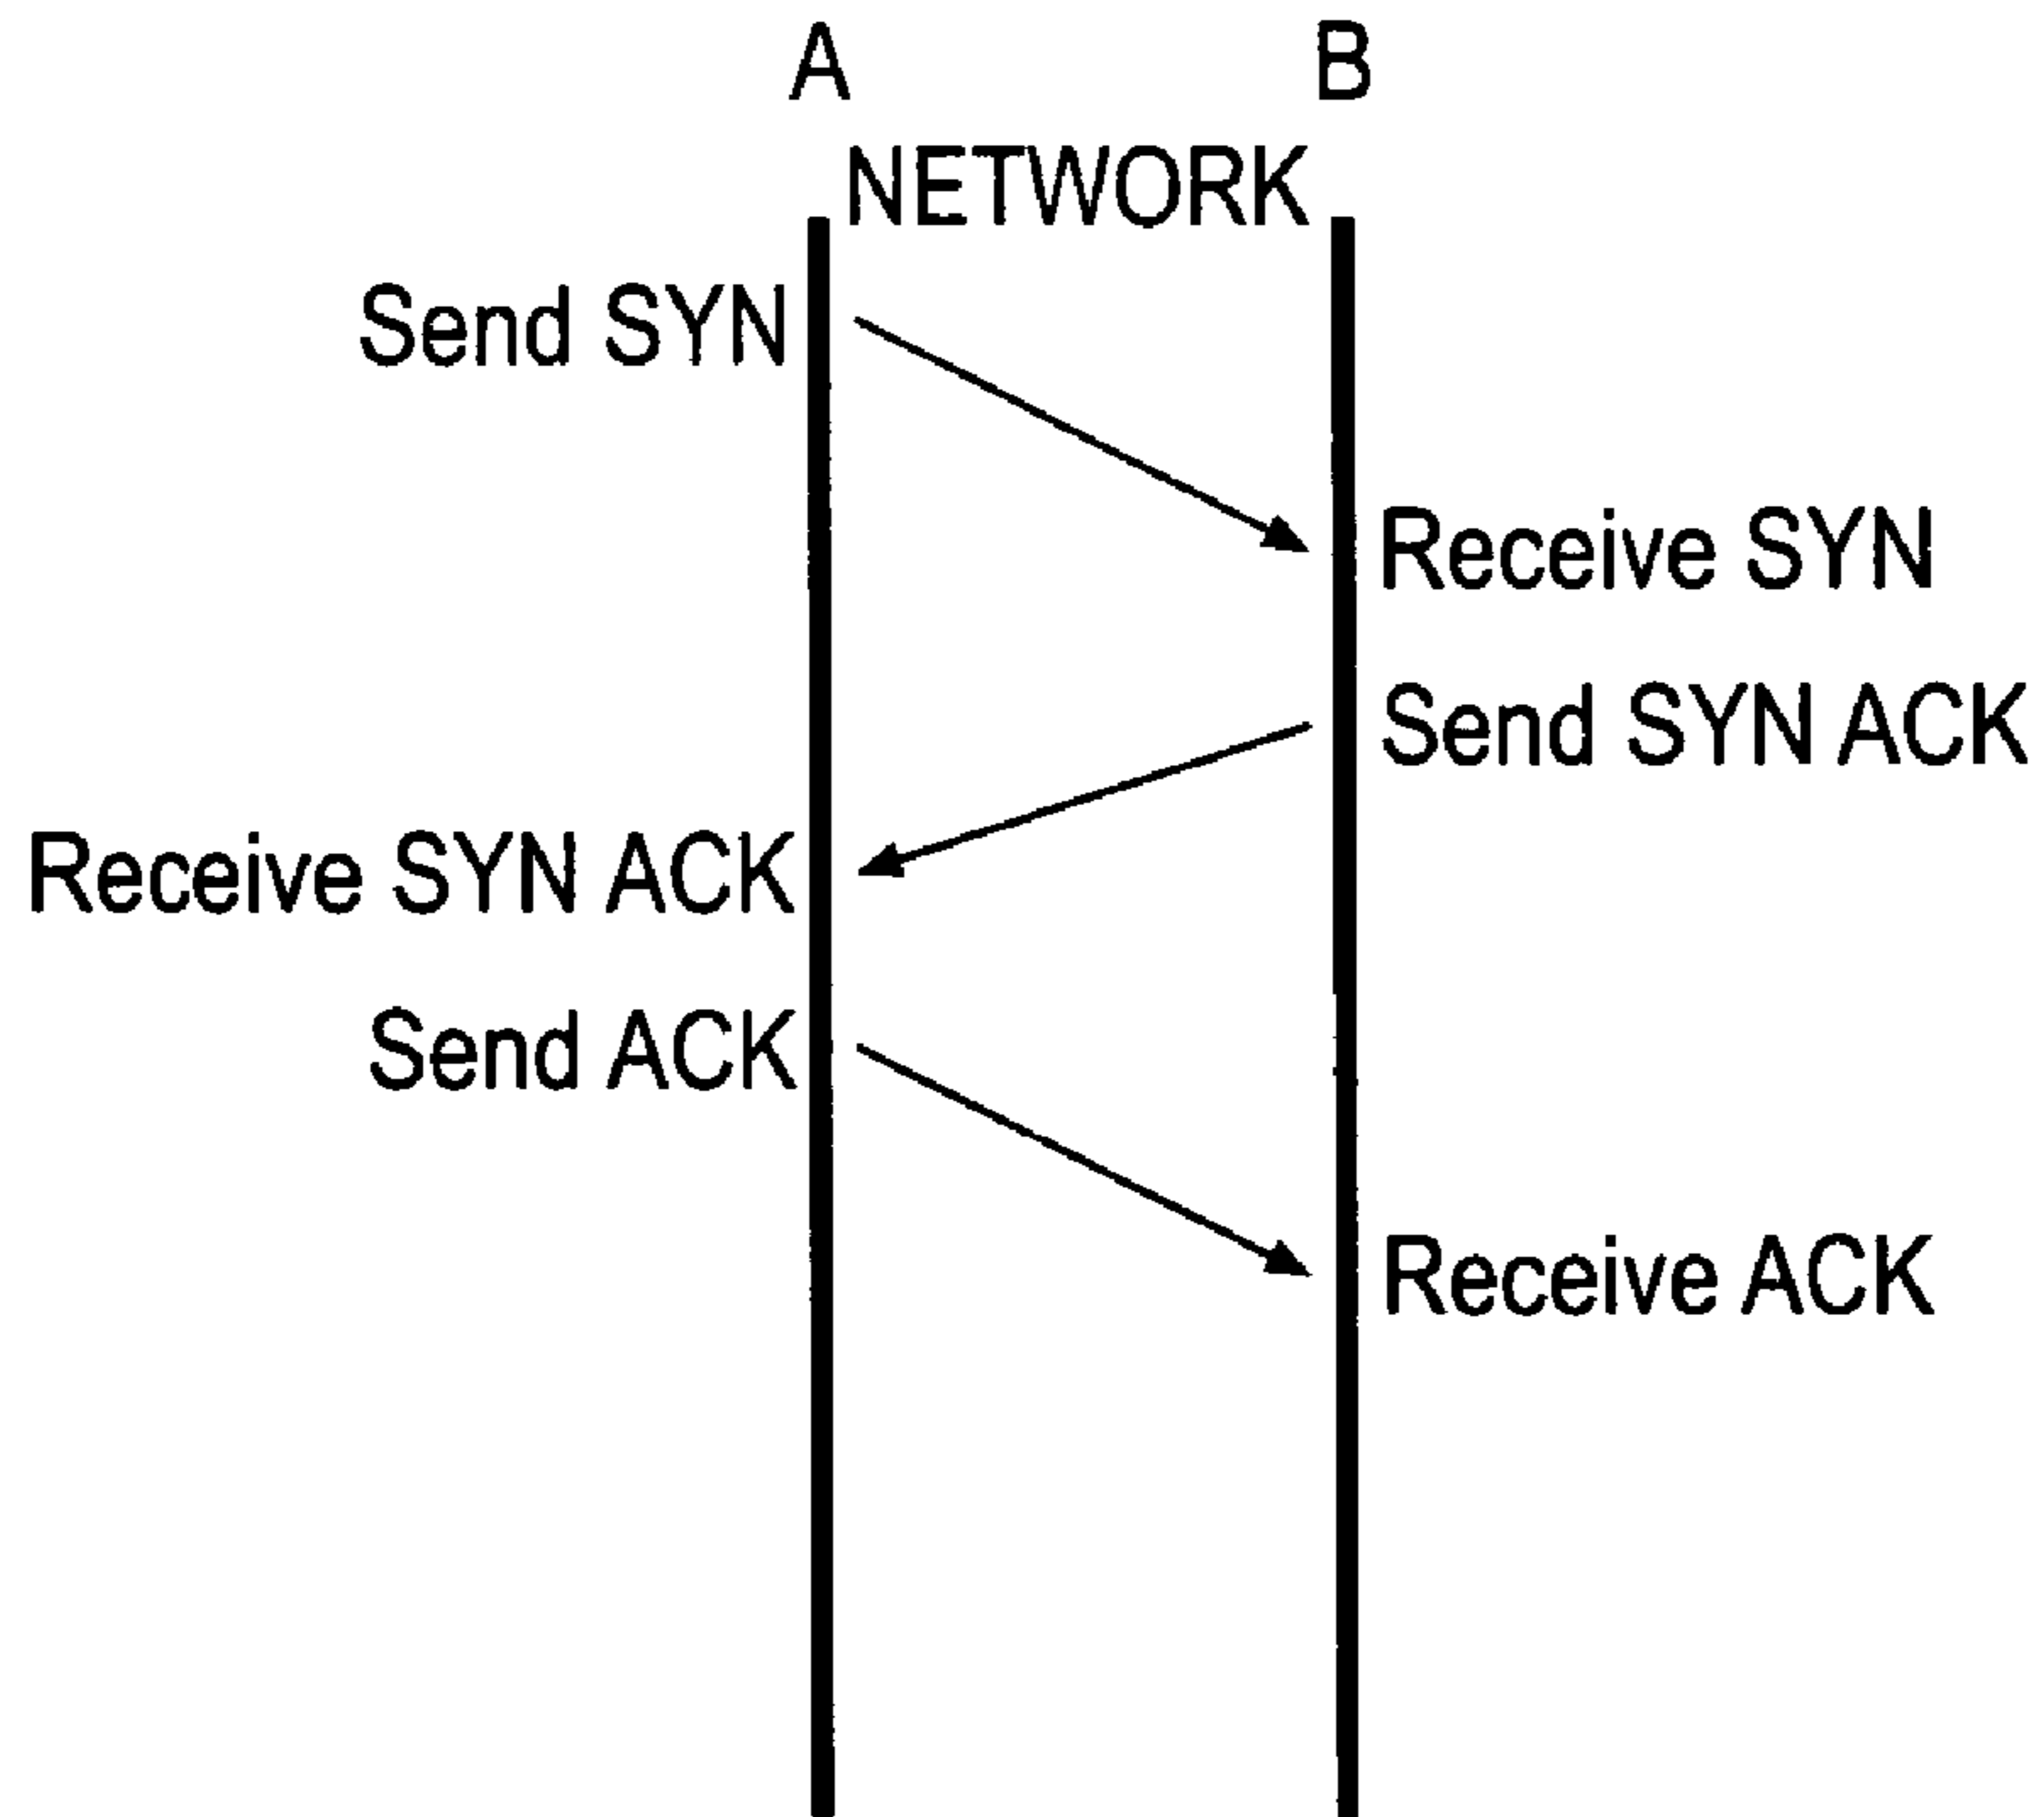 A B
NETWORK
Send SYN
Receive SYN
Send SYN ACK
Receive SYN ACK
Send ACK
Receive ACK